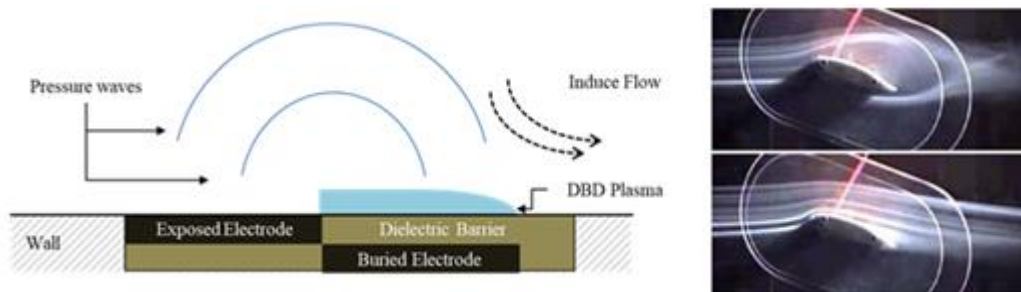 Pressure waves
Induce Flow
DBD Plasma
Exposed Electrode
Dielectric Barrier
Wall
Buried Electrode